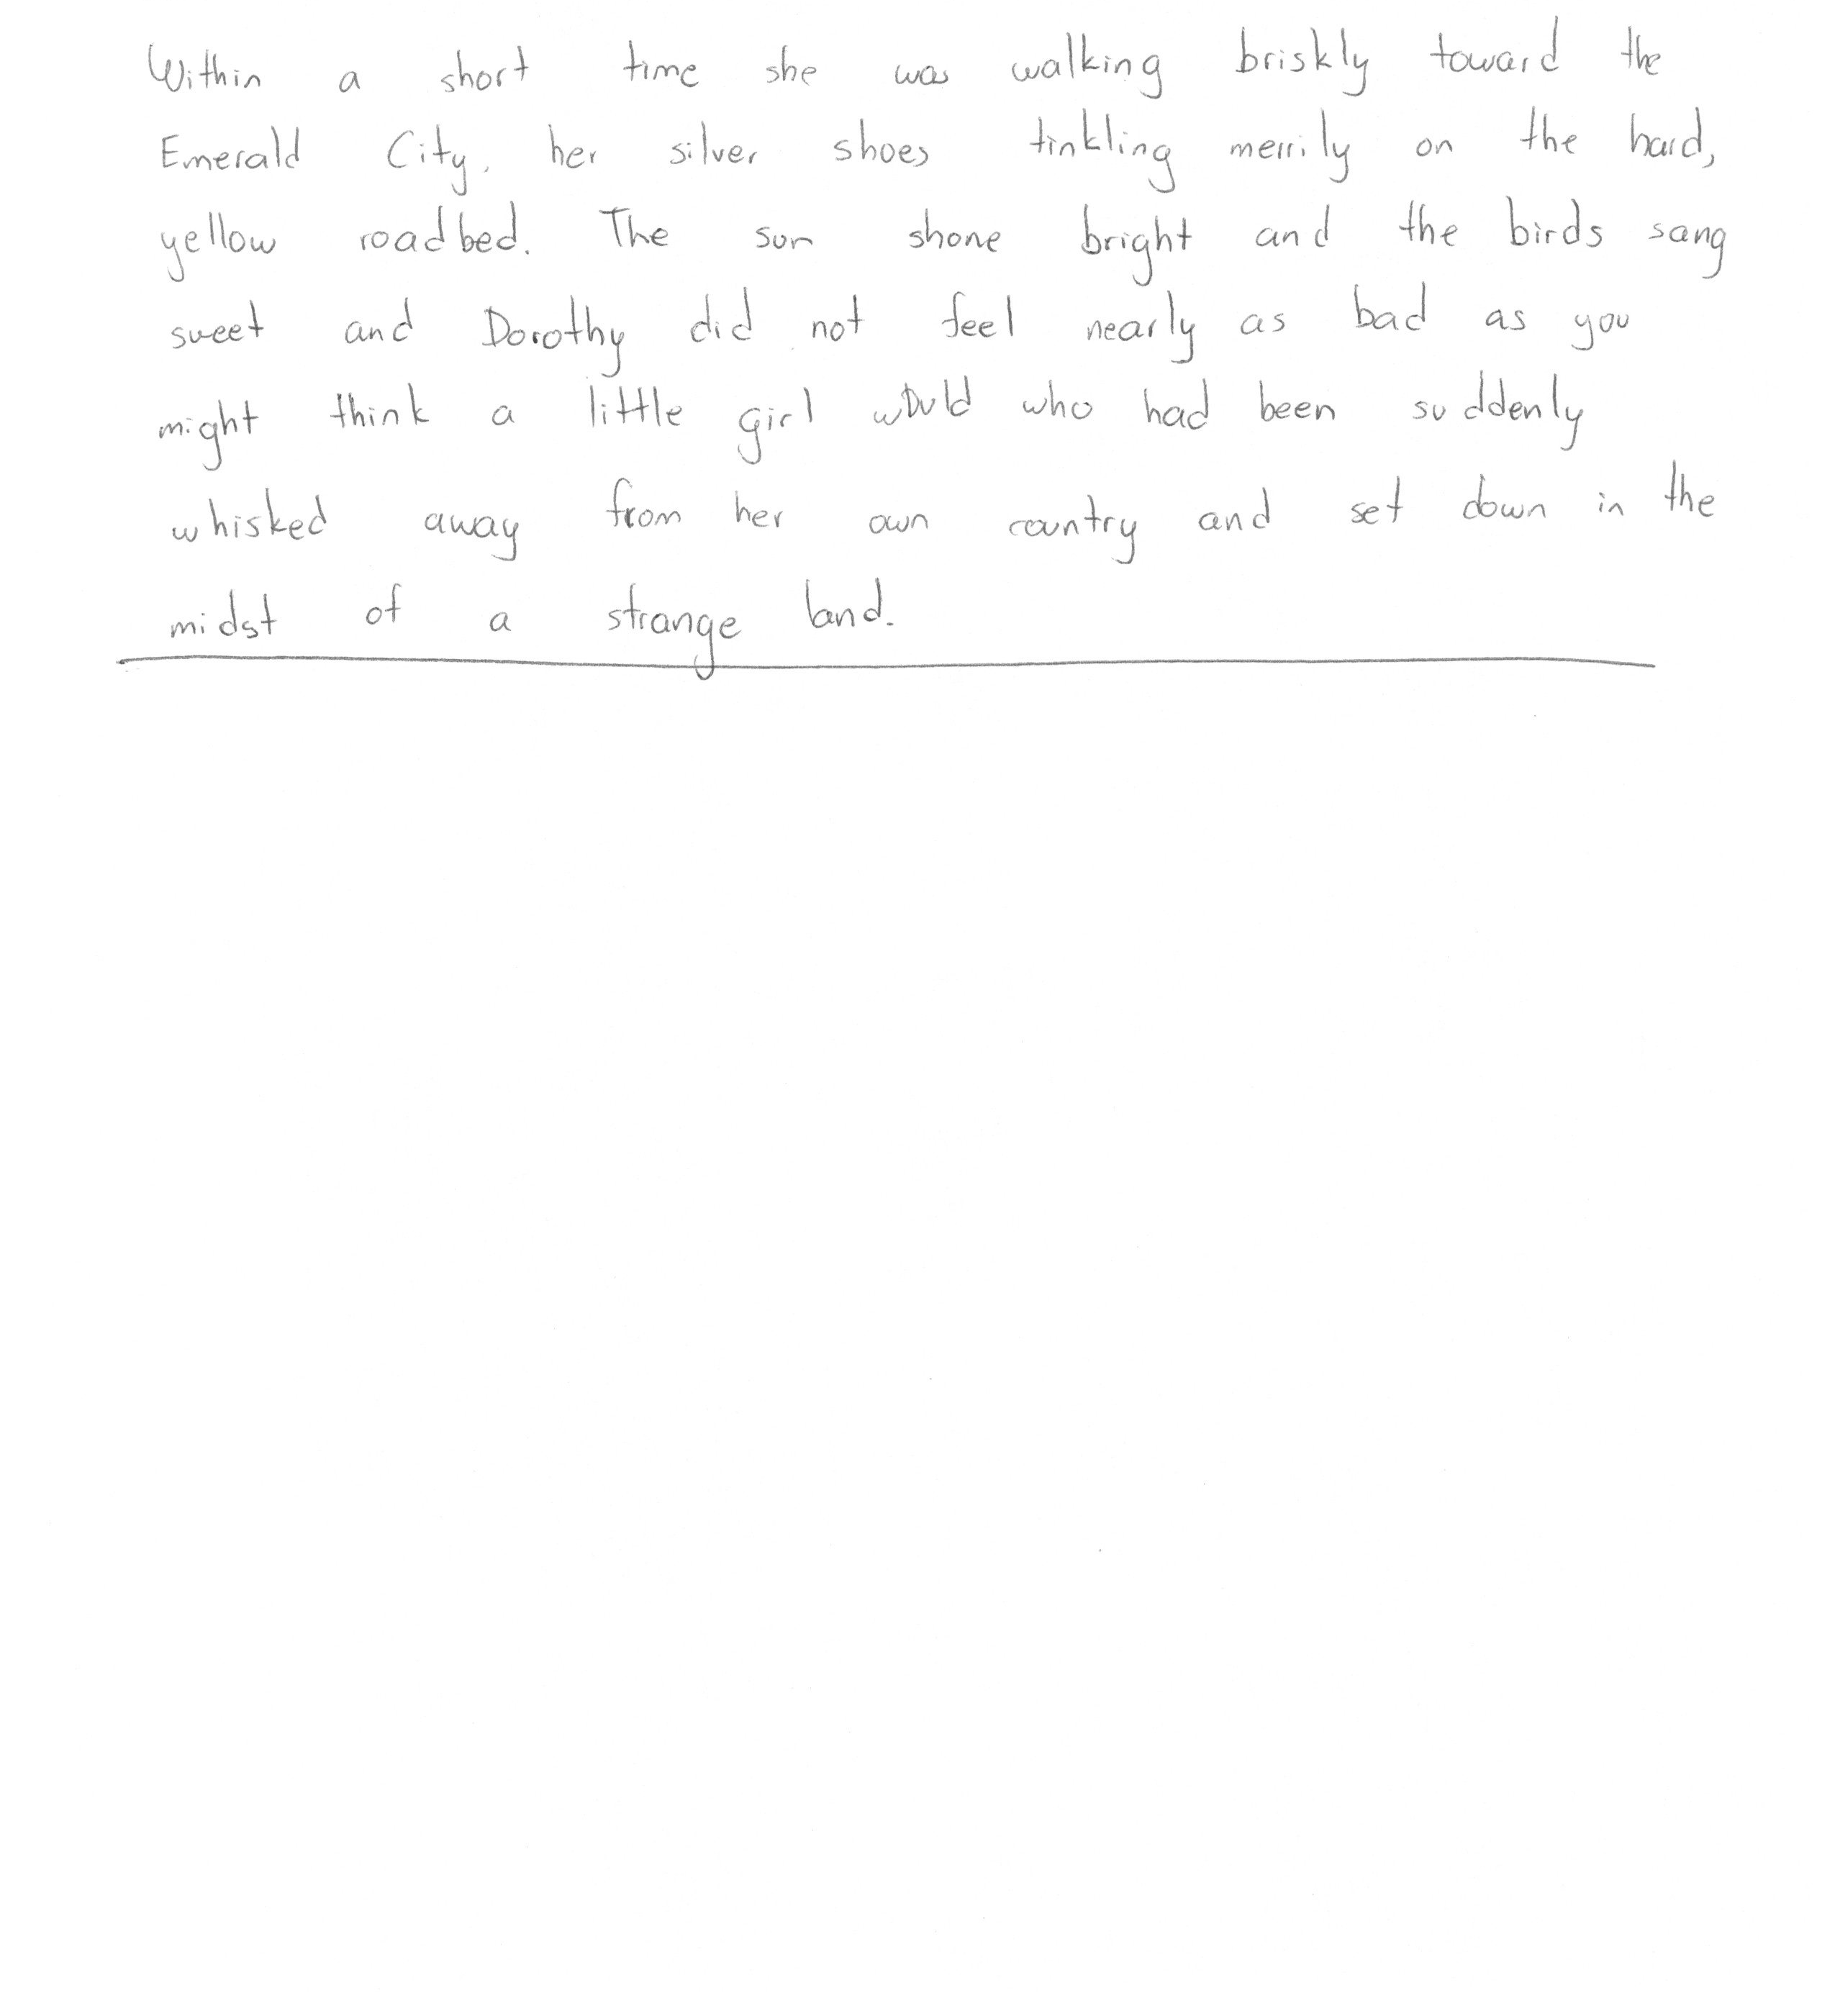 Within a short time she was walking briskly toward the
Emerald City, her silver shoes tinkling merrily on the hard,
yellow roadbed. The sun shone bright and the birds sang
sweet and Dorothy did not feel nearly as bad as you
might think a little girl would who had been suddenly
whisked away from her own country and set down in the
midst of a strange land.